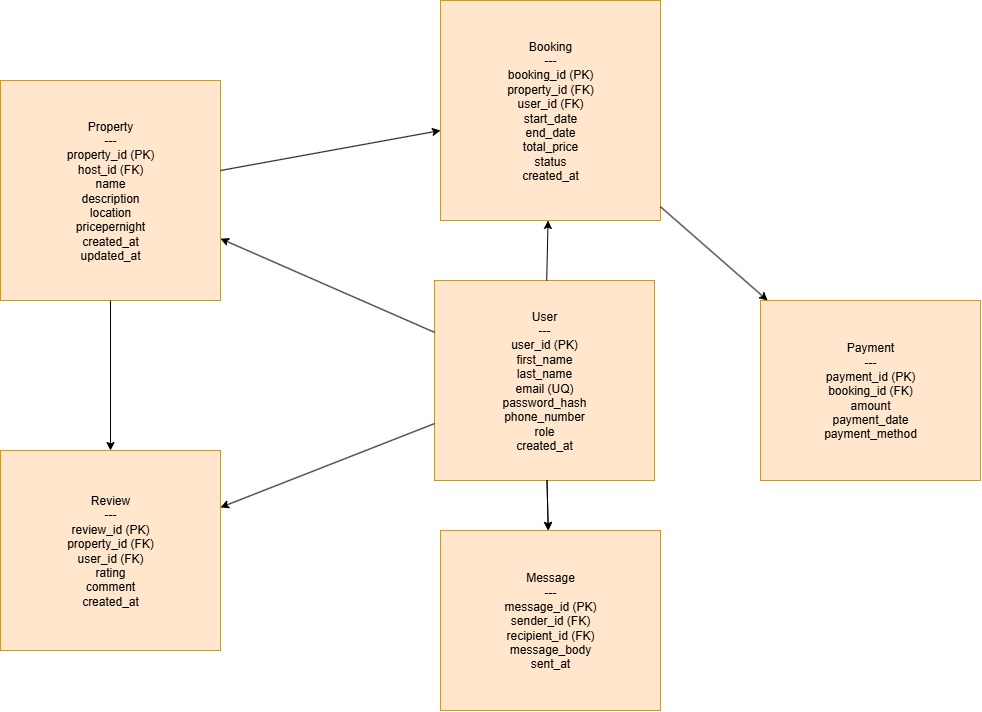 Booking
---
booking_id (PK)
property_id (FK)
user_id (FK)
start_date
end_date
total_price
status
created_at
Property
---
property_id (PK)
host_id (FK)
name
description
location
pricepernight
created_at
updated_at
User
---
user_id (PK)
first_name
last_name
email (UQ)
password_hash
phone_number
role
created_at
Payment
---
payment_id (PK)
booking_id (FK)
amount
payment_date
payment_method
Review
---
review_id (PK)
property_id (FK)
user_id (FK)
rating
comment
created_at
Message
---
message_id (PK)
sender_id (FK)
recipient_id (FK)
message_body
sent_at